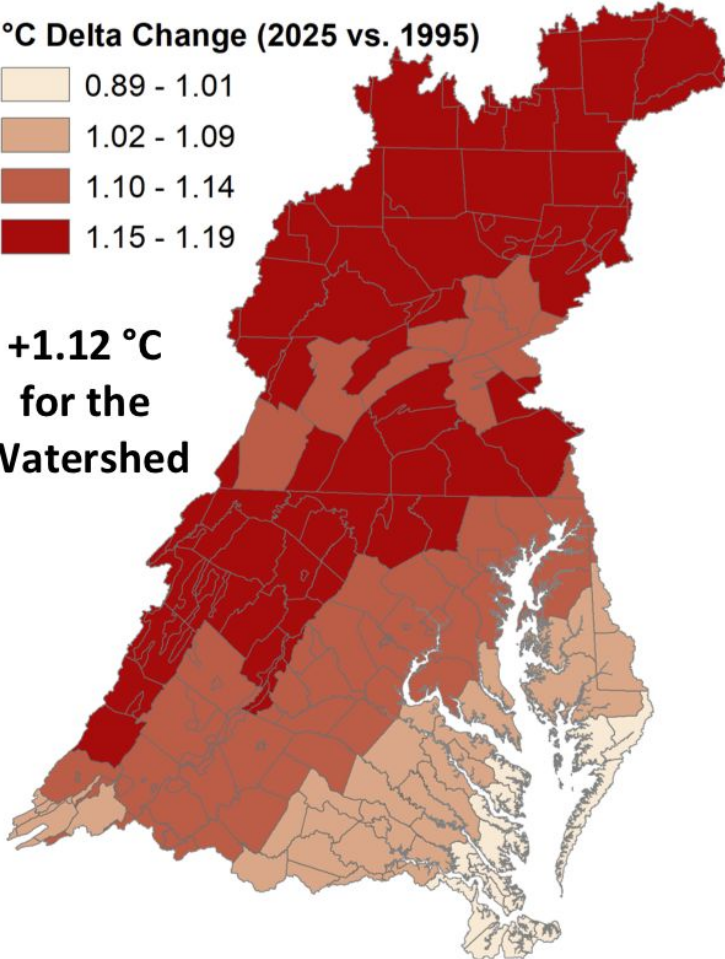 °C Delta Change (2025 vs. 1995)
0.89 - 1.01
1.02 - 1.09
1.10 - 1.14
1.15 - 1.19
+1.12 °C
for the
Watershed